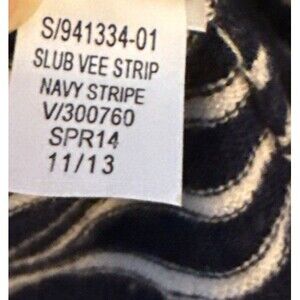 S/941334-01
SLUB VEE STRIP
NAVY STRIPE
V/300760
SPR14
11/13